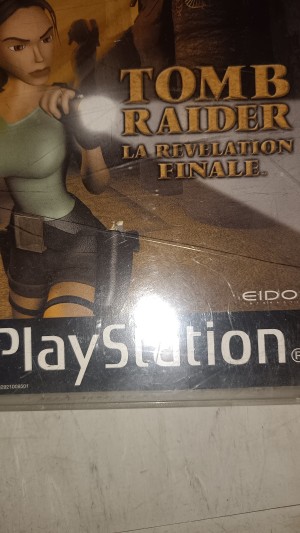 TOMB
RAIDER
LA REVELATION
FINALE
EIDO
PlayStation®